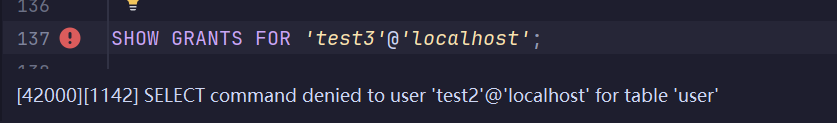 136
137 SHOW GRANTS FOR 'test3'@'localhost';
[42000][1142] SELECT command denied to user 'test2'@'localhost' for table 'user'